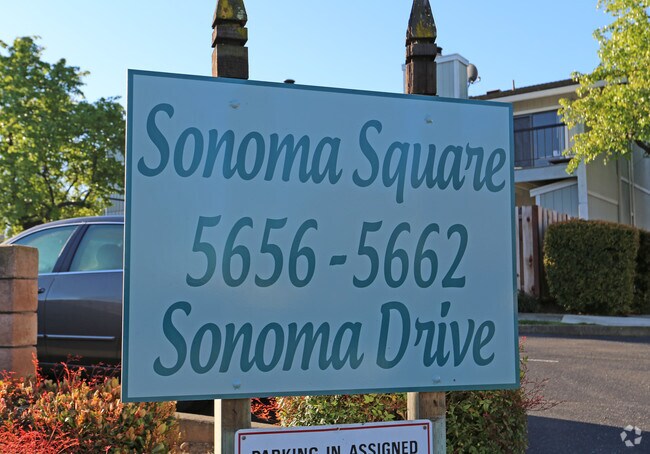 Sonoma Square
5656-5662
Sonoma Drive
PARKING IN ASSIGNED